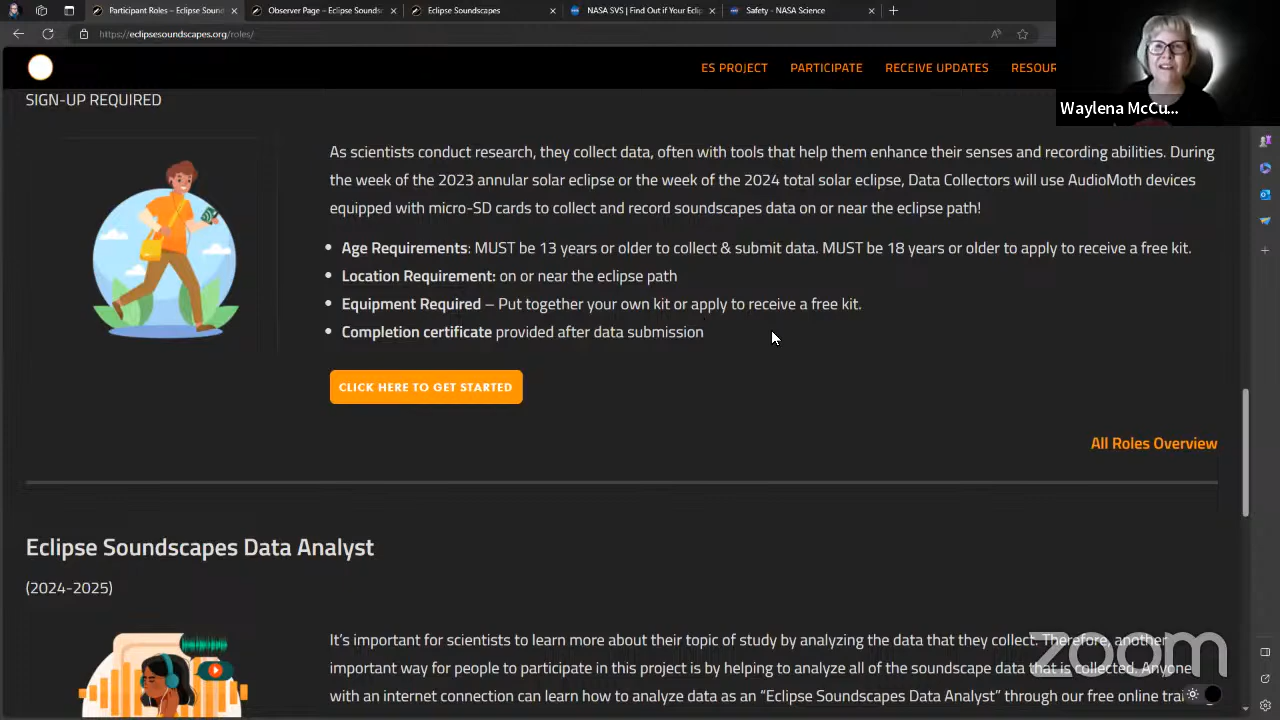 Participant Roles – Eclipse Sound
Observer Page – Eclipse Sounds
Eclipse Soundscapes
NASA SVS | Find Out if Your Ecli
Safety - NASA Science
https://eclipsesoundscapes.org/roles/
ES PROJECT
PARTICIPATE
RECEIVE UPDATES
RESOUR
Waylena McCu...
SIGN-UP REQUIRED
As scientists conduct research, they collect data, often with tools that help them enhance their senses and recording abilities. During
the week of the 2023 annular solar eclipse or the week of the 2024 total solar eclipse, Data Collectors will use AudioMoth devices
equipped with micro-SD cards to collect and record soundscapes data on or near the eclipse path!
• Age Requirements: MUST be 13 years or older to collect & submit data. MUST be 18 years or older to apply to receive a free kit.
• Location Requirement: on or near the eclipse path
• Equipment Required – Put together your own kit or apply to receive a free kit.
• Completion certificate provided after data submission
CLICK HERE TO GET STARTED
All Roles Overview
Eclipse Soundscapes Data Analyst
(2024-2025)
It's important for scientists to learn more about their topic of study by analyzing the data that they collect. Therefore, another
important way for people to participate in this project is by helping to analyze all of the soundscape data that is collected. Anyone
with an internet connection can learn how to analyze data as an “Eclipse Soundscapes Data Analyst” through our free online trai
zoom